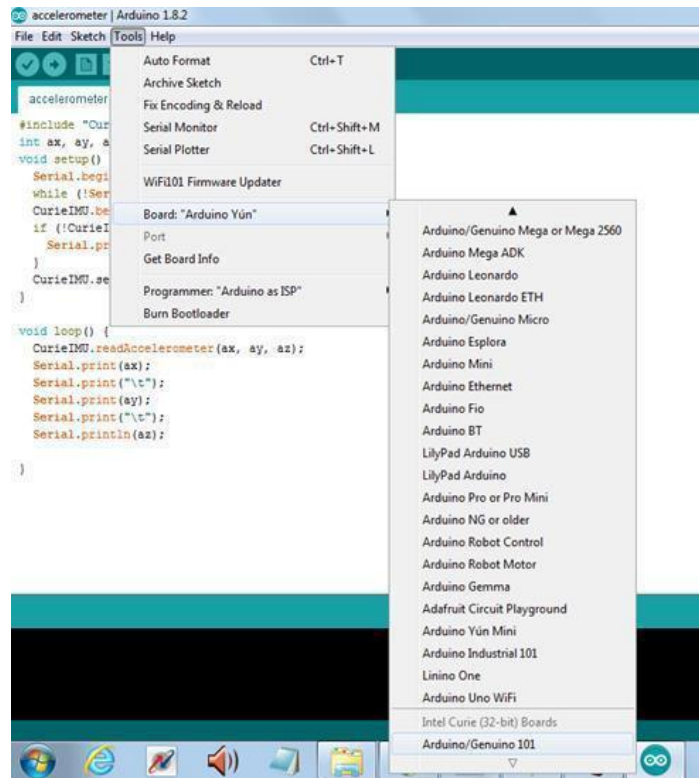 accelerometer | Arduino 1.8.2
File Edit Sketch Tools Help
accelerometer
#include "Cur
int ax, ay, a
void setup()
Serial.begi
while (!Ser
CurieIMU.be
if (!CurieI
Serial.pr
}
CurieIMU.se
}
void loop() {
CurieIMU.readAccelerometer(ax, ay, az);
Serial.print(ax);
Serial.print("\t");
Serial.print(ay);
Serial.print("\t");
Serial.println(az);
}
Auto Format Ctrl+T
Archive Sketch
Fix Encoding & Reload
Serial Monitor Ctrl+Shift+M
Serial Plotter Ctrl+Shift+L
WiFi101 Firmware Updater
Board: "Arduino Yún"
Port
Get Board Info
Programmer: "Arduino as ISP"
Burn Bootloader
Arduino/Genuino Mega or Mega 2560
Arduino Mega ADK
Arduino Leonardo
Arduino Leonardo ETH
Arduino/Genuino Micro
Arduino Esplora
Arduino Mini
Arduino Ethernet
Arduino Fio
Arduino BT
LilyPad Arduino USB
LilyPad Arduino
Arduino Pro or Pro Mini
Arduino NG or older
Arduino Robot Control
Arduino Robot Motor
Arduino Gemma
Adafruit Circuit Playground
Arduino Yún Mini
Arduino Industrial 101
Linino One
Arduino Uno WiFi
Intel Curie (32-bit) Boards
Arduino/Genuino 101